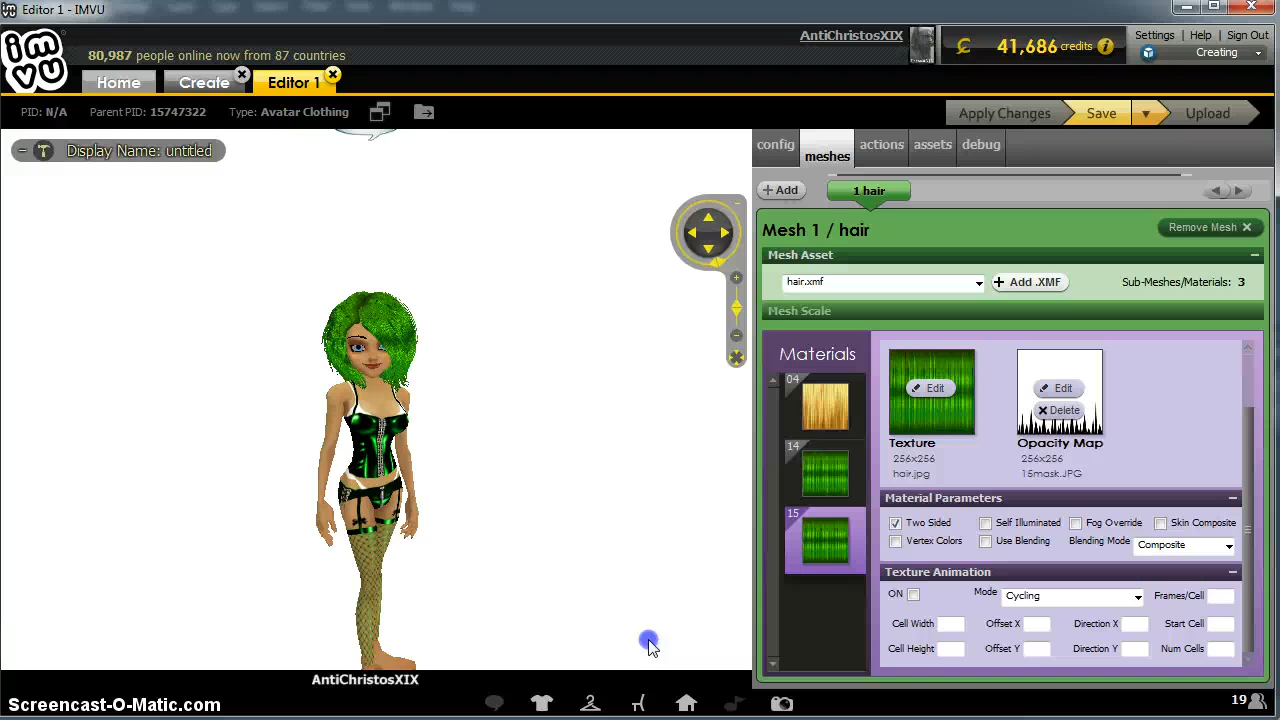 Editor 1 - IMVU
imvu
80,987 people online now from 87 countries
AntiChristosXIX
41,686 credits
Settings | Help | Sign Out
Creating
Home
Create
Editor 1
PID: N/A Parent PID: 15747322 Type: Avatar Clothing
Apply Changes
Save
Upload
Display Name: untitled
config
meshes
actions
assets
debug
+ Add
1 hair
Mesh 1 / hair
Remove Mesh
Mesh Asset
hair.xmf
+ Add .XMF
Sub-Meshes/Materials: 3
Mesh Scale
Materials
04
14
15
Edit
Edit
Delete
Texture
256x256
hair.jpg
Opacity Map
256x256
15mask.JPG
Material Parameters
Two Sided Self Illuminated Fog Override Skin Composite
Vertex Colors Use Blending Blending Mode Composite
Texture Animation
ON Mode Cycling Frames/Cell
Cell Width Offset X Direction X Start Cell
Cell Height Offset Y Direction Y Num Cells
AntiChristosXIX
Screencast-O-Matic.com
19